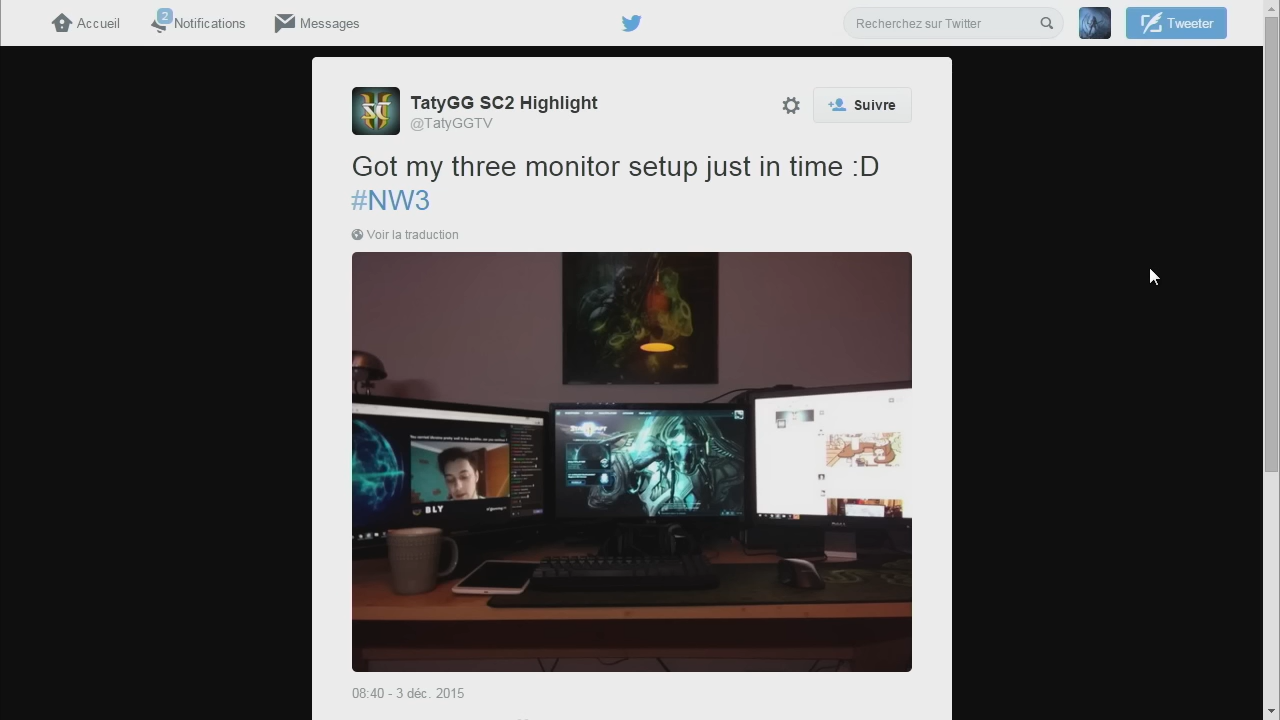 Accueil
2
Notifications
Messages
Recherchez sur Twitter
Tweeter
TatyGG SC2 Highlight
@TatyGGTV
Suivre
Got my three monitor setup just in time :D
#NW3
Voir la traduction
BLY
08:40 - 3 déc. 2015